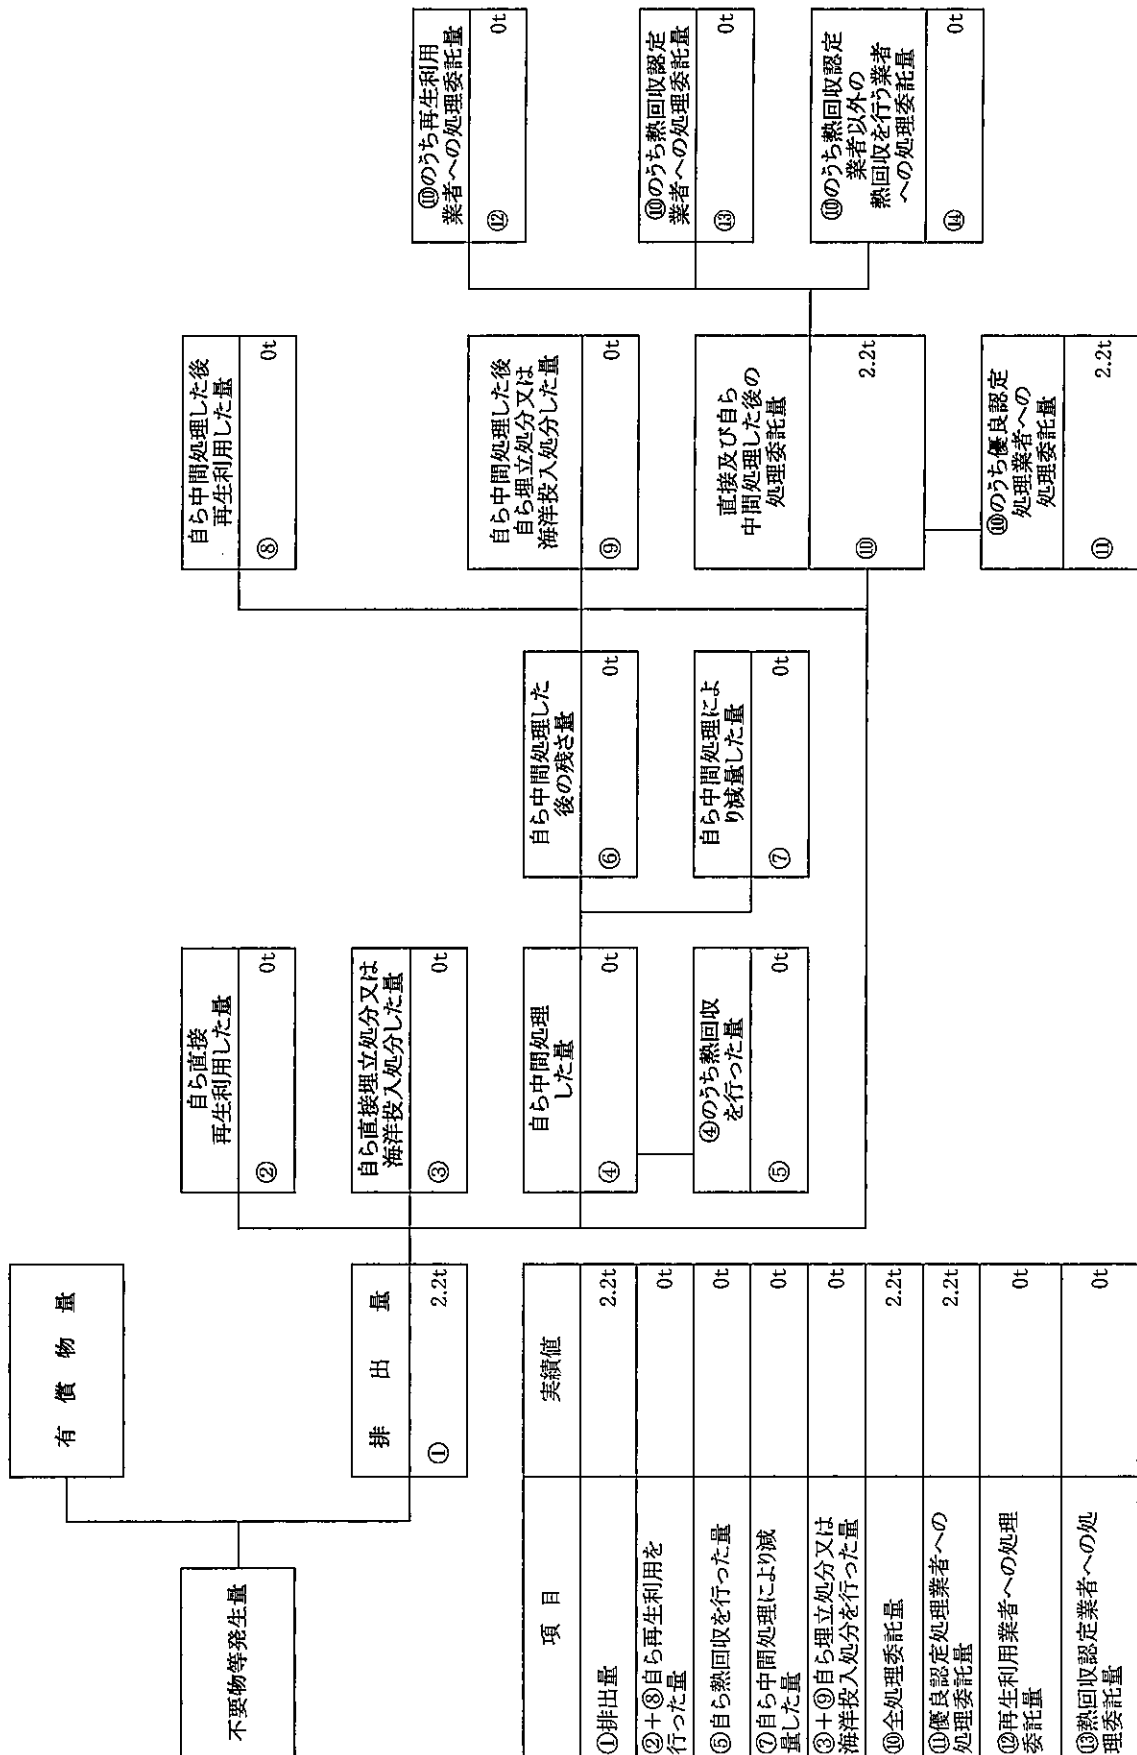 不要物等発生量
有償物量
排出量
① 2.2t
自ら直接
再生利用した量
② 0t
自ら直接埋立処分又は
海洋投入処分した量
③ 0t
自ら中間処理
した量
④ 0t
④のうち熱回収
を行った量
⑤ 0t
自ら中間処理した
後の残さ量
⑥ 0t
自ら中間処理によ
り減量した量
⑦ 0t
自ら中間処理した後
再生利用した量
⑧ 0t
自ら中間処理した後
自ら埋立処分又は
海洋投入処分した量
⑨ 0t
直接及び自ら
中間処理した後の
処理委託量
⑩ 2.2t
⑩のうち優良認定
処理業者への
処理委託量
⑪ 2.2t
⑩のうち再生利用
業者への処理委託量
⑫ 0t
⑩のうち熱回収認定
業者への処理委託量
⑬ 0t
⑩のうち熱回収認定
業者以外の
熱回収を行う業者
への処理委託量
⑭ 0t
項目 実績値
①排出量 2.2t
②+⑧自ら再生利用を
行った量 0t
⑤自ら熱回収を行った量 0t
⑦自ら中間処理により減
量した量 0t
③+⑨自ら埋立処分又は
海洋投入処分を行った量 0t
⑩全処理委託量 2.2t
⑪優良認定処理業者への
処理委託量 2.2t
⑫再生利用業者への処理
委託量 0t
⑬熱回収認定業者への処
理委託量 0t